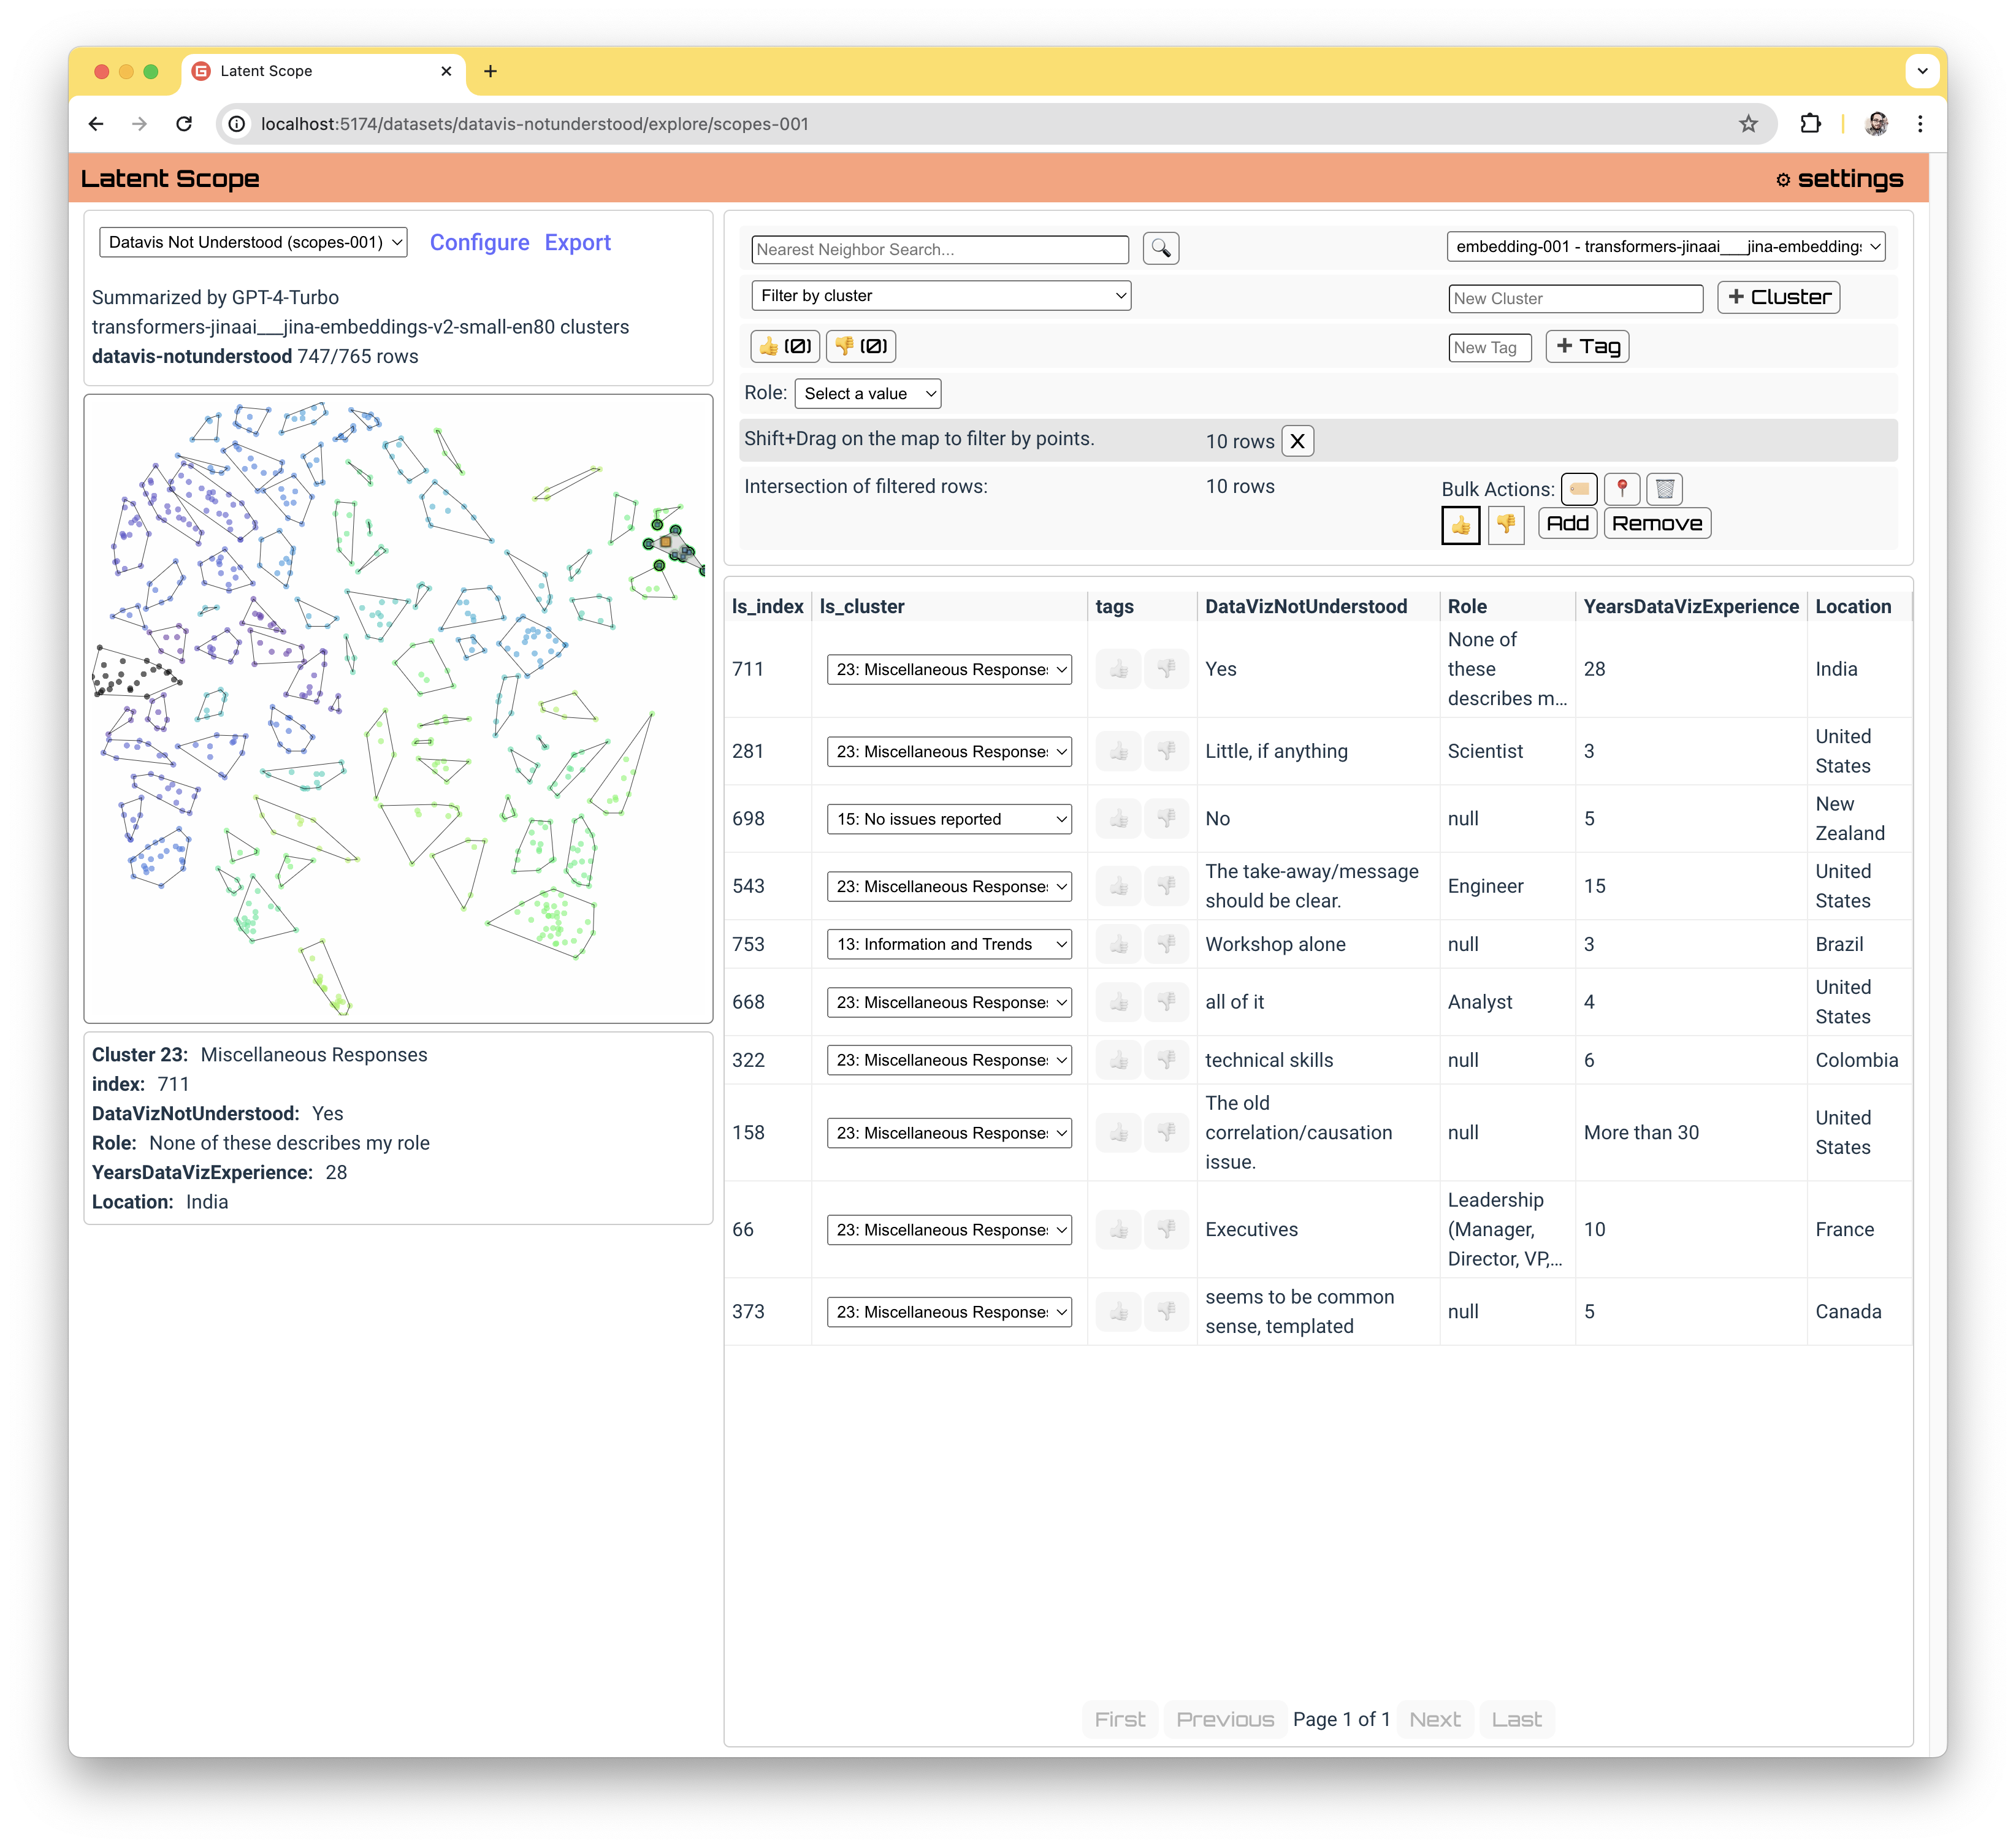 Latent Scope
localhost:5174/datasets/datavis-notunderstood/explore/scopes-001
Latent Scope
⚙ settings
Datavis Not Understood (scopes-001)
Configure
Export
Summarized by GPT-4-Turbo
transformers-jinaai___jina-embeddings-v2-small-en80 clusters
datavis-notunderstood 747/765 rows
Nearest Neighbor Search...
embedding-001 - transformers-jinaai___jina-embeddings
Filter by cluster
New Cluster
+ Cluster
👍 (0)
👎 (0)
New Tag
+ Tag
Role:
Select a value
Shift+Drag on the map to filter by points.
10 rows
X
Intersection of filtered rows:
10 rows
Bulk Actions:
Add
Remove
Cluster 23: Miscellaneous Responses
index: 711
DataVizNotUnderstood: Yes
Role: None of these describes my role
YearsDataVizExperience: 28
Location: India
ls_index ls_cluster tags DataVizNotUnderstood Role YearsDataVizExperience Location
711
23: Miscellaneous Responses
Yes
None of
these
describes m...
28
India
281
23: Miscellaneous Responses
Little, if anything
Scientist
3
United
States
698
15: No issues reported
No
null
5
New
Zealand
543
23: Miscellaneous Responses
The take-away/message
should be clear.
Engineer
15
United
States
753
13: Information and Trends
Workshop alone
null
3
Brazil
668
23: Miscellaneous Responses
all of it
Analyst
4
United
States
322
23: Miscellaneous Responses
technical skills
null
6
Colombia
158
23: Miscellaneous Responses
The old
correlation/causation
issue.
null
More than 30
United
States
66
23: Miscellaneous Responses
Executives
Leadership
(Manager,
Director, VP,...
10
France
373
23: Miscellaneous Responses
seems to be common
sense, templated
null
5
Canada
First Previous Page 1 of 1 Next Last